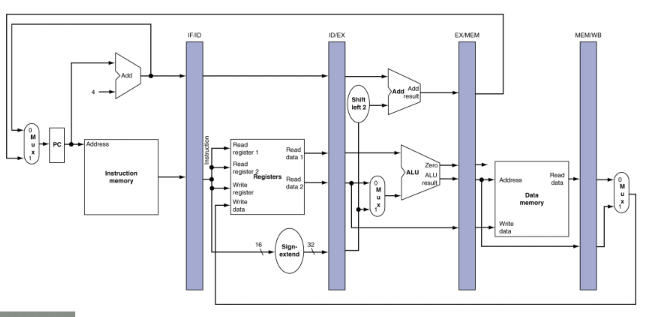 IF/ID
ID/EX
EX/MEM
MEM/WB
Add
4
Shift
left 2
Add
Add
result
0
M
u
x
1
PC
Address
Instruction
memory
Instruction
Read
register 1
Read
register 2
Write
register
Write
data
Registers
Read
data 1
Read
data 2
16
Sign-
extend
32
0
M
u
x
1
ALU
Zero
ALU
result
Address
Write
data
Data
memory
Read
data
0
M
u
x
1